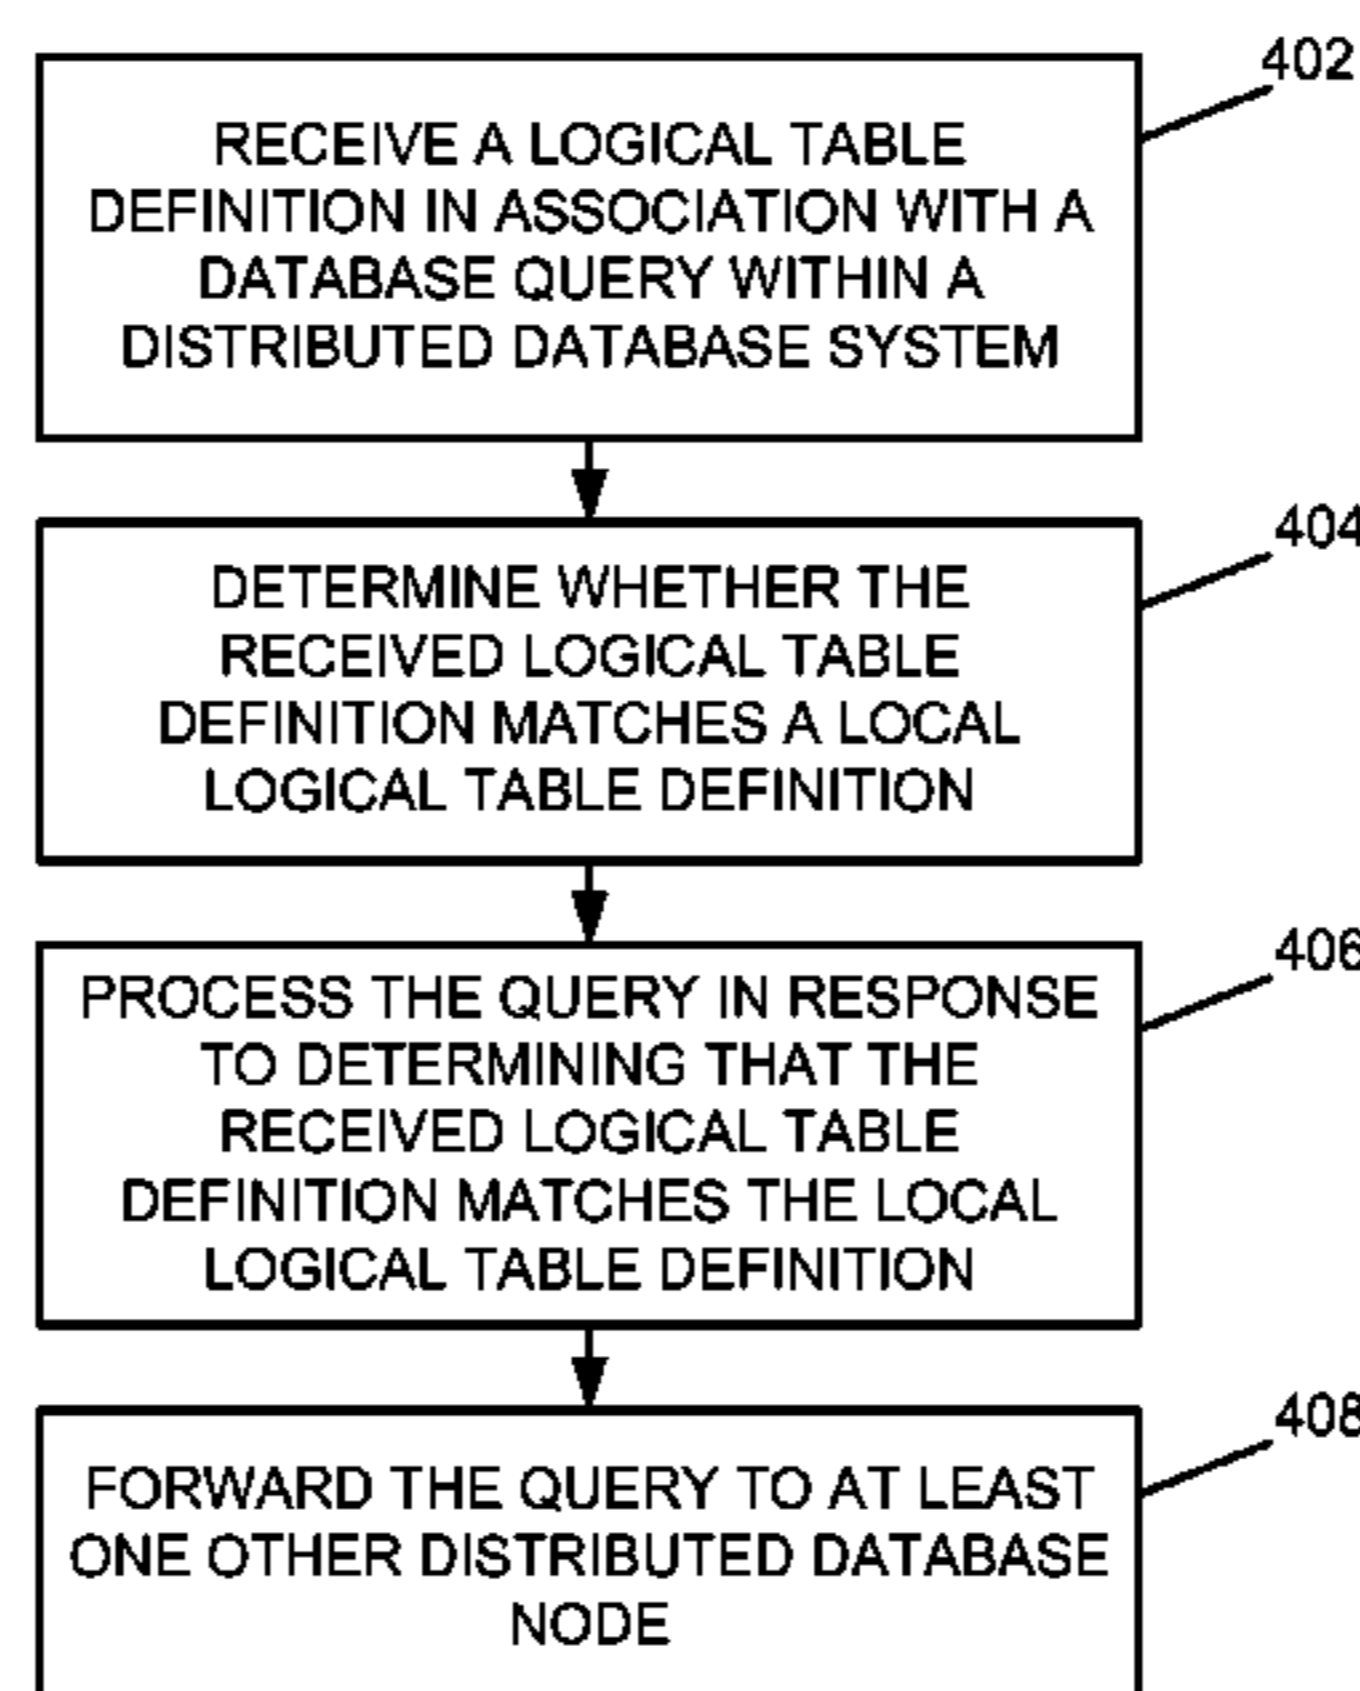 402
RECEIVE A LOGICAL TABLE
DEFINITION IN ASSOCIATION WITH A
DATABASE QUERY WITHIN A
DISTRIBUTED DATABASE SYSTEM
404
DETERMINE WHETHER THE
RECEIVED LOGICAL TABLE
DEFINITION MATCHES A LOCAL
LOGICAL TABLE DEFINITION
406
PROCESS THE QUERY IN RESPONSE
TO DETERMINING THAT THE
RECEIVED LOGICAL TABLE
DEFINITION MATCHES THE LOCAL
LOGICAL TABLE DEFINITION
408
FORWARD THE QUERY TO AT LEAST
ONE OTHER DISTRIBUTED DATABASE
NODE